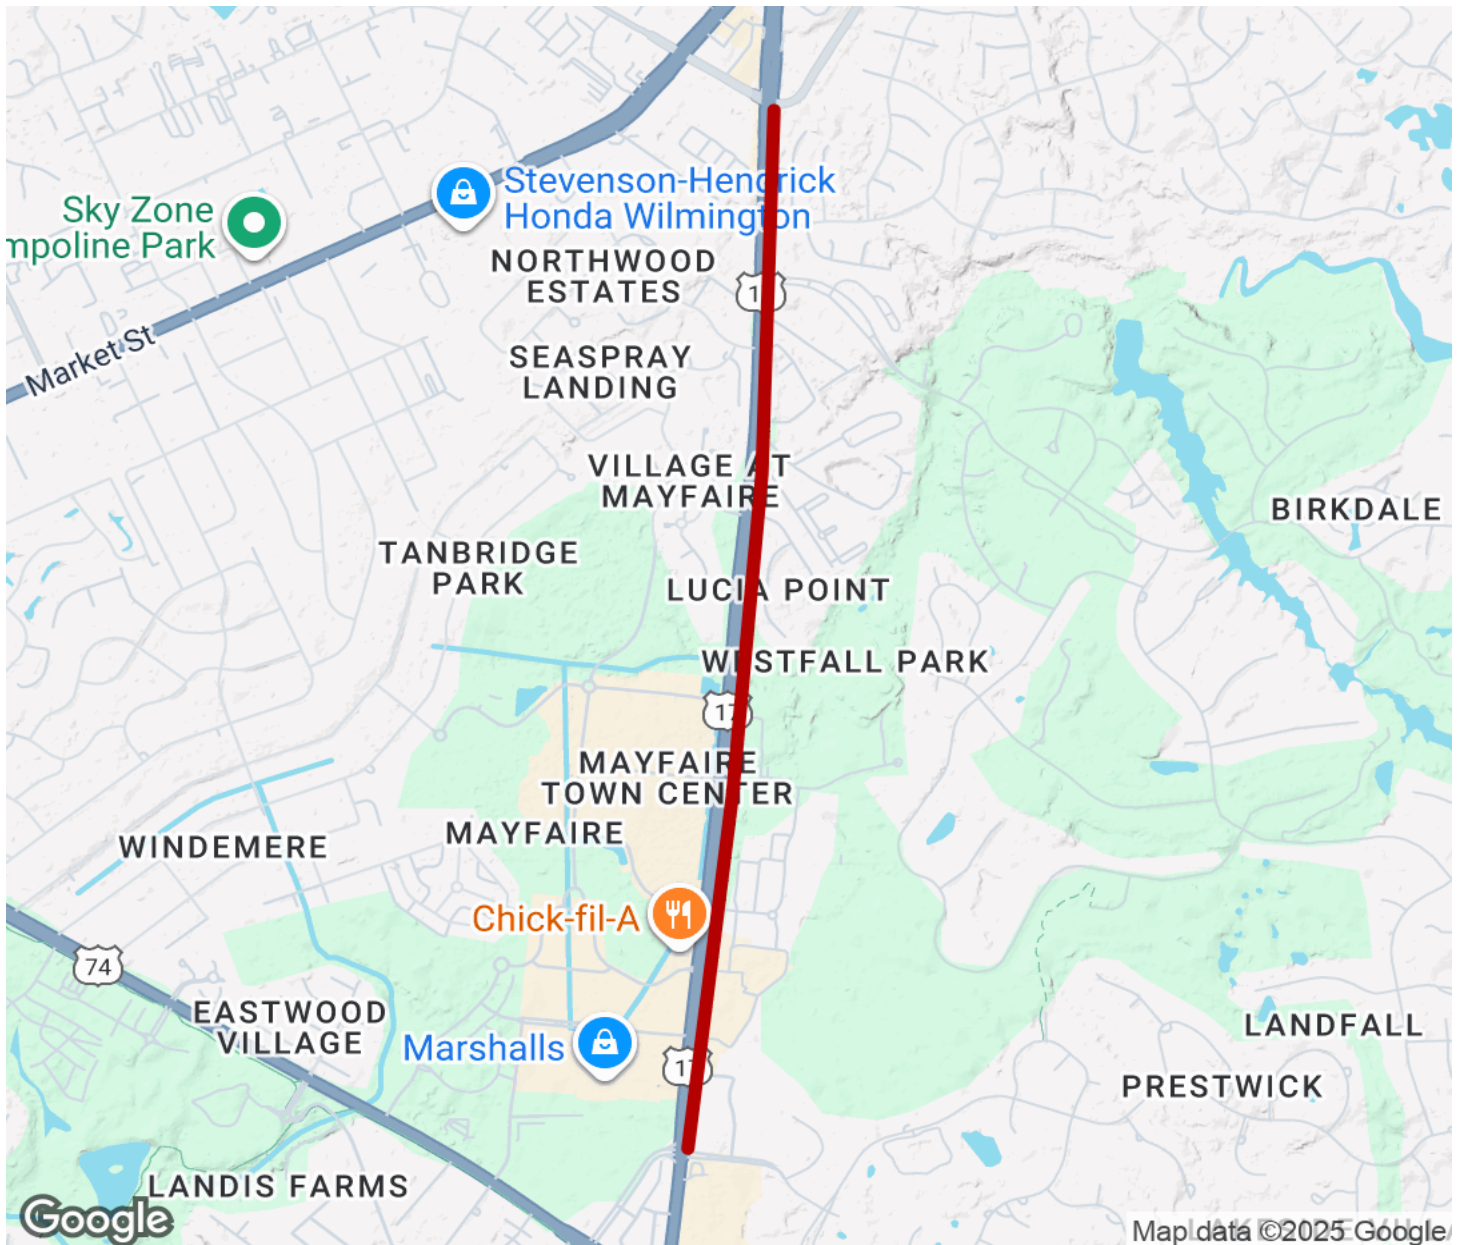 Stevenson-Hendrick
Honda Wilmington
Sky Zone
mpoline Park
NORTHWOOD
ESTATES
Market St
SEASPRAY
LANDING
VILLAGE AT
MAYFAIRE
BIRKDALE
TANBRIDGE
PARK
LUCIA POINT
WESTFALL PARK
17
MAYFAIRE
TOWN CENTER
MAYFAIRE
WINDEMERE
Chick-fil-A
74
EASTWOOD
VILLAGE
Marshalls
LANDFALL
PRESTWICK
LANDIS FARMS
Google
Map data ©2025 Google